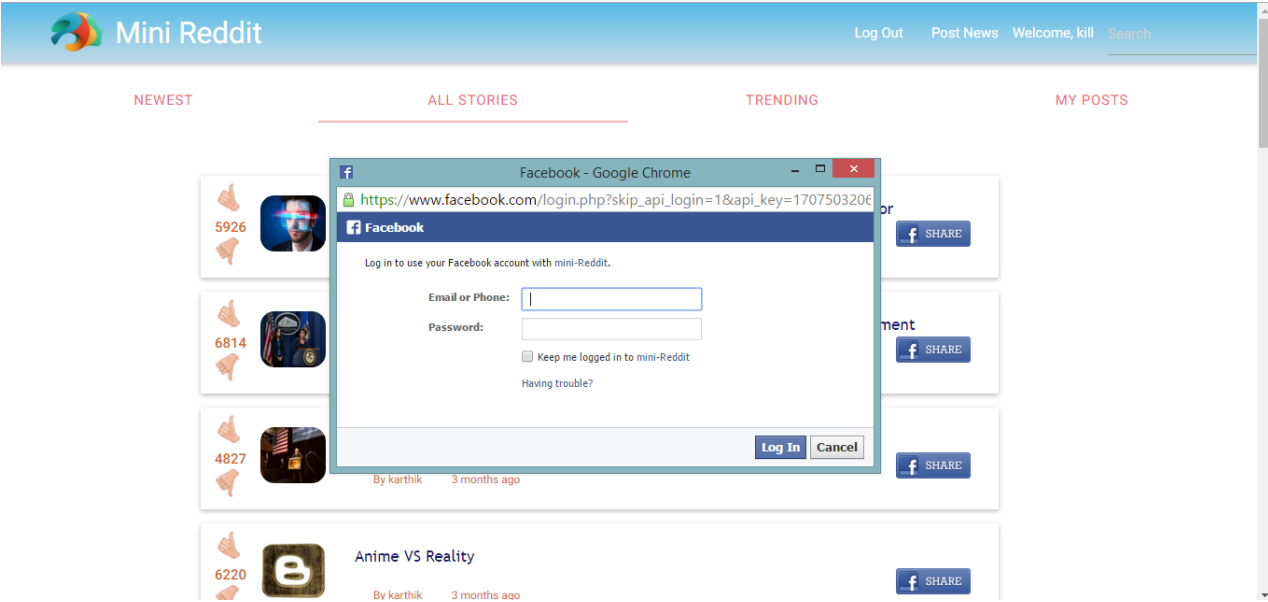 Mini Reddit
Log Out Post News Welcome, kill Search
NEWEST ALL STORIES TRENDING MY POSTS
Facebook - Google Chrome
https://www.facebook.com/login.php?skip_api_login=1&api_key=1707503206
Facebook
Log in to use your Facebook account with mini-Reddit.
Email or Phone:
Password:
Keep me logged in to mini-Reddit
Having trouble?
Log In Cancel
5926
or
SHARE
6814
ment
SHARE
4827
By karthik 3 months ago
SHARE
Anime VS Reality
6220
By karthik 3 months ago
SHARE